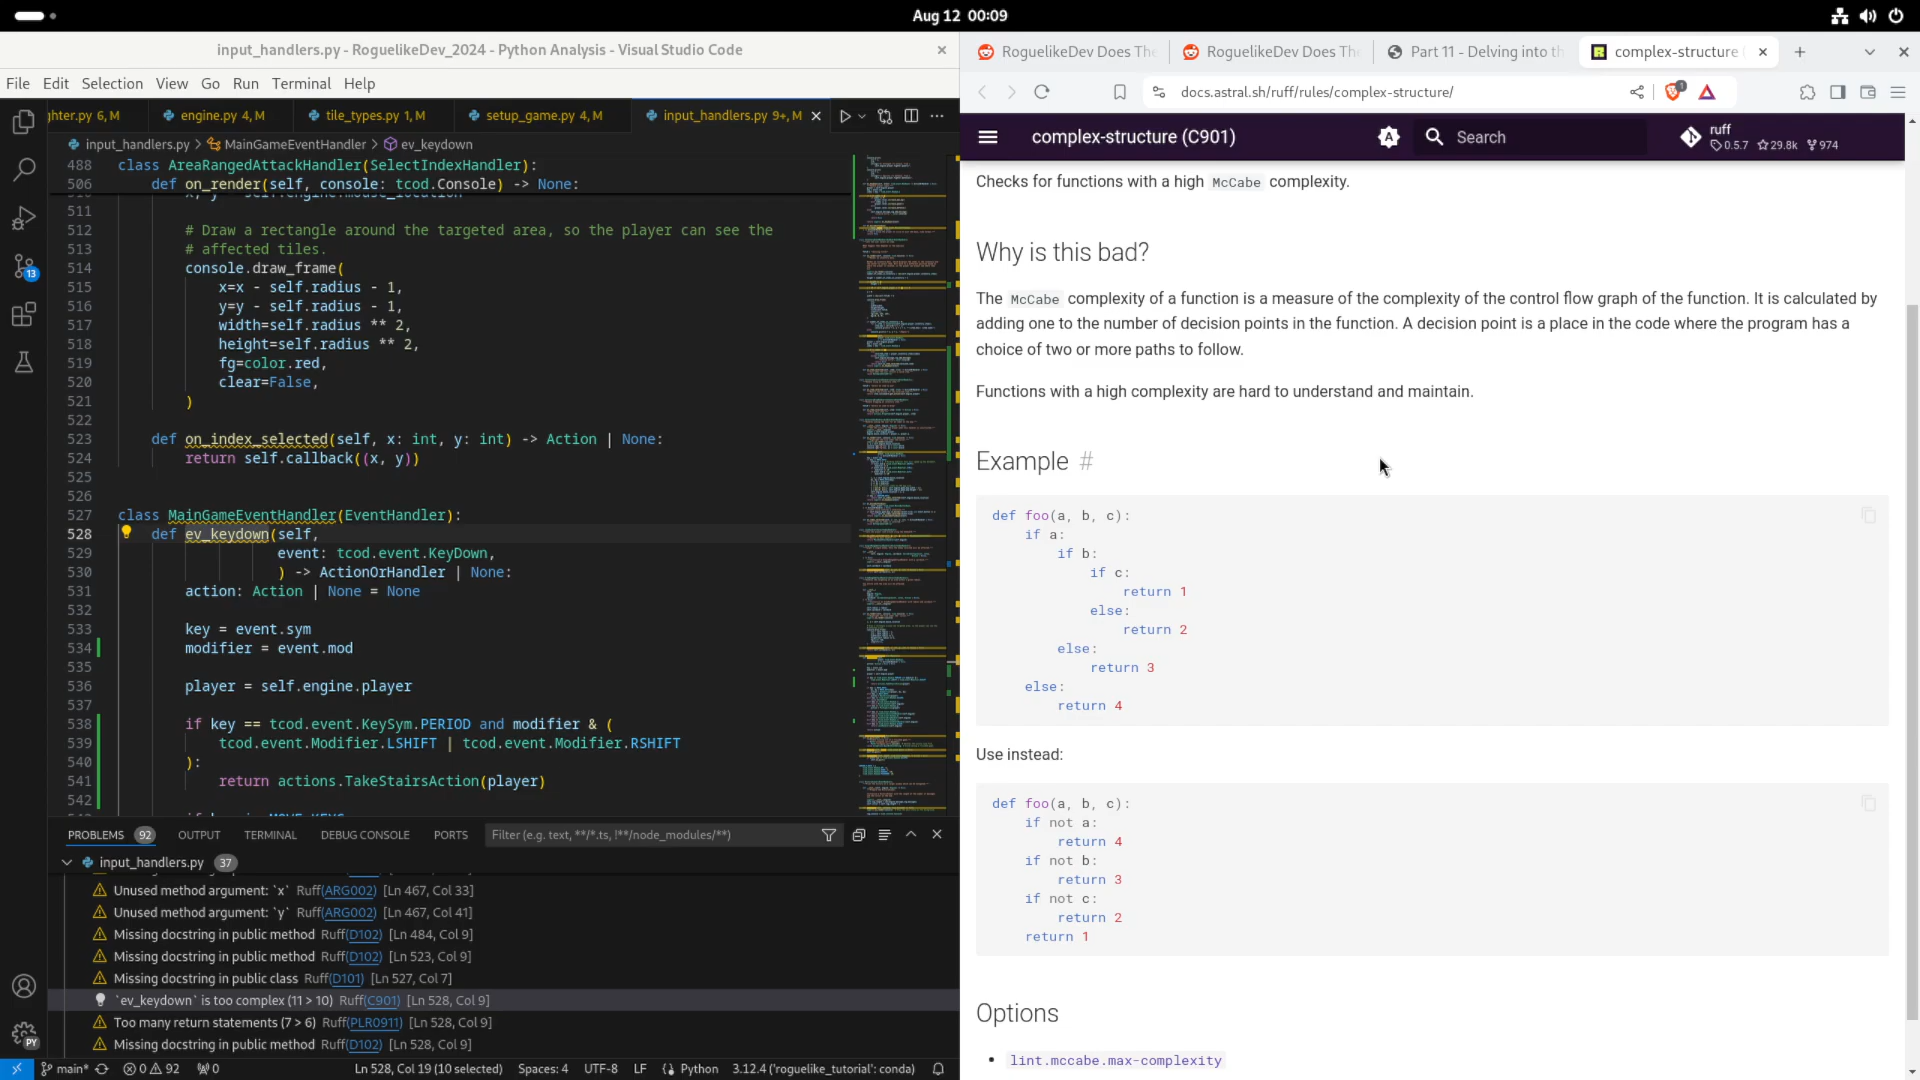 Aug 12 00:09
input_handlers.py - RoguelikeDev_2024 - Python Analysis - Visual Studio Code
File Edit Selection View Go Run Terminal Help
ghter.py 6, M
engine.py 4, M
tile_types.py 1, M
setup_game.py 4, M
input_handlers.py 9+, M
input_handlers.py > MainGameEventHandler > ev_keydown
488 class AreaRangedAttackHandler(SelectIndexHandler):
506 def on_render(self, console: tcod.Console) -> None:
511
512 # Draw a rectangle around the targeted area, so the player can see the
513 # affected tiles.
514 console.draw_frame(
515 x=x - self.radius - 1,
516 y=y - self.radius - 1,
517 width=self.radius ** 2,
518 height=self.radius ** 2,
519 fg=color.red,
520 clear=False,
521 )
522
523 def on_index_selected(self, x: int, y: int) -> Action | None:
524 return self.callback((x, y))
525
526
527 class MainGameEventHandler(EventHandler):
528 def ev_keydown(self,
529 event: tcod.event.KeyDown,
530 ) -> ActionOrHandler | None:
531 action: Action | None = None
532
533 key = event.sym
534 modifier = event.mod
535
536 player = self.engine.player
537
538 if key == tcod.event.KeySym.PERIOD and modifier & (
539 tcod.event.Modifier.LSHIFT | tcod.event.Modifier.RSHIFT
540 ):
541 return actions.TakeStairsAction(player)
542
13
PY
PROBLEMS 92 OUTPUT TERMINAL DEBUG CONSOLE PORTS Filter (e.g. text, **/*.ts, !**/node_modules/**)
input_handlers.py 37
Unused method argument: `x` Ruff(ARG002) [Ln 467, Col 33]
Unused method argument: `y` Ruff(ARG002) [Ln 467, Col 41]
Missing docstring in public method Ruff(D102) [Ln 484, Col 9]
Missing docstring in public method Ruff(D102) [Ln 523, Col 9]
Missing docstring in public class Ruff(D101) [Ln 527, Col 7]
`ev_keydown` is too complex (11 > 10) Ruff(C901) [Ln 528, Col 9]
Too many return statements (7 > 6) Ruff(PLR0911) [Ln 528, Col 9]
Missing docstring in public method Ruff(D102) [Ln 528, Col 9]
main* 0 92 0 Ln 528, Col 19 (10 selected) Spaces: 4 UTF-8 LF Python 3.12.4 ('roguelike_tutorial': conda)
RoguelikeDev Does The
RoguelikeDev Does The
Part 11 - Delving into th
complex-structure (
docs.astral.sh/ruff/rules/complex-structure/
1
complex-structure (C901)
Search
ruff
0.5.7 29.8k 974
Checks for functions with a high McCabe complexity.
Why is this bad?
The McCabe complexity of a function is a measure of the complexity of the control flow graph of the function. It is calculated by
adding one to the number of decision points in the function. A decision point is a place in the code where the program has a
choice of two or more paths to follow.
Functions with a high complexity are hard to understand and maintain.
Example #
def foo(a, b, c):
if a:
if b:
if c:
return 1
else:
return 2
else:
return 3
else:
return 4
Use instead:
def foo(a, b, c):
if not a:
return 4
if not b:
return 3
if not c:
return 2
return 1
Options
• lint.mccabe.max-complexity